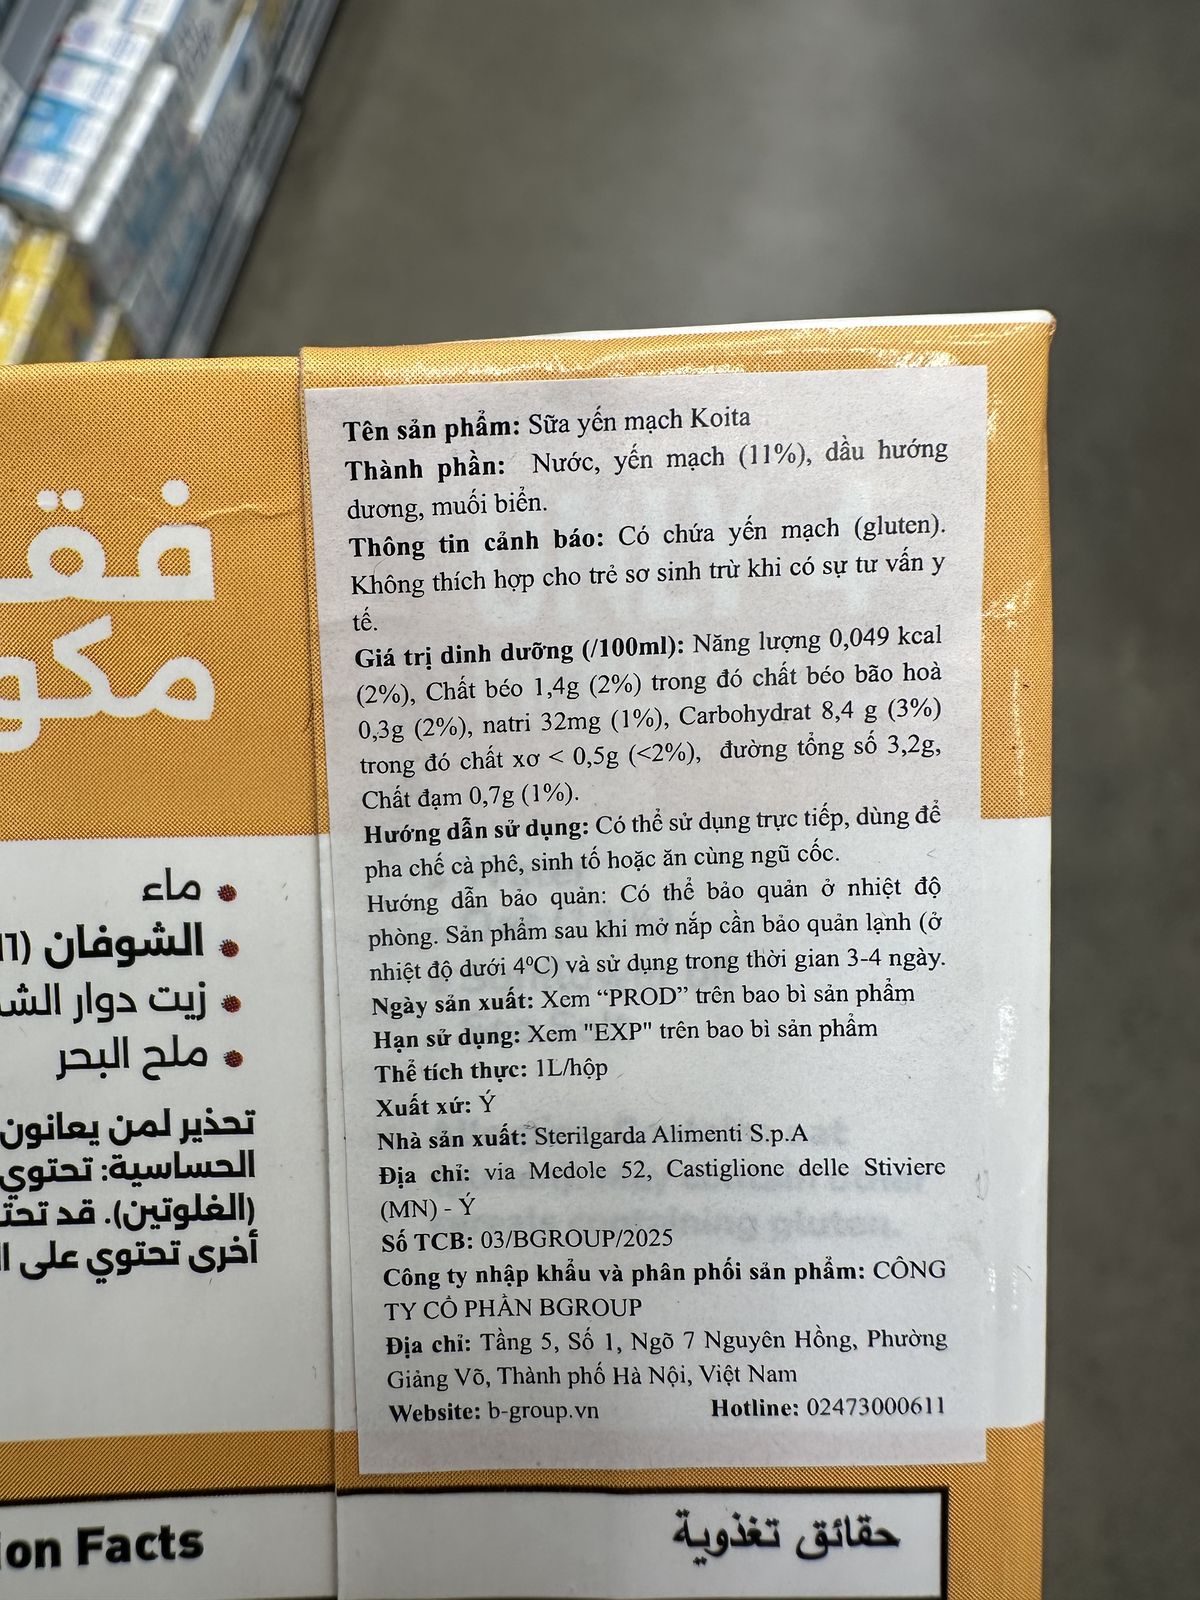 Tên sản phẩm: Sữa yến mạch Koita
Thành phần: Nước, yến mạch (11%), dầu hướng
dương, muối biển.
Thông tin cảnh báo: Có chứa yến mạch (gluten).
Không thích hợp cho trẻ sơ sinh trừ khi có sự tư vấn y
tế.
Giá trị dinh dưỡng (/100ml): Năng lượng 0,049 kcal
(2%), Chất béo 1,4g (2%) trong đó chất béo bão hoà
0,3g (2%), natri 32mg (1%), Carbohydrat 8,4 g (3%)
trong đó chất xơ < 0,5g (<2%), đường tổng số 3,2g,
Chất đạm 0,7g (1%).
Hướng dẫn sử dụng: Có thể sử dụng trực tiếp, dùng để
pha chế cà phê, sinh tố hoặc ăn cùng ngũ cốc.
Hướng dẫn bảo quản: Có thể bảo quản ở nhiệt độ
phòng. Sản phẩm sau khi mở nắp cần bảo quản lạnh (ở
nhiệt độ dưới 4⁰C) và sử dụng trong thời gian 3-4 ngày.
Ngày sản xuất: Xem “PROD” trên bao bì sản phẩm
Hạn sử dụng: Xem "EXP" trên bao bì sản phẩm
Thể tích thực: 1L/hộp
Xuất xứ: Ý
Nhà sản xuất: Sterilgarda Alimenti S.p.A
Địa chỉ: via Medole 52, Castiglione delle Stiviere
(MN) - Ý
Số TCB: 03/BGROUP/2025
Công ty nhập khẩu và phân phối sản phẩm: CÔNG
TY CỔ PHẦN BGROUP
Địa chỉ: Tầng 5, Số 1, Ngõ 7 Nguyên Hồng, Phường
Giảng Võ, Thành phố Hà Nội, Việt Nam
Website: b-group.vn Hotline: 02473000611
ماء
الشوفان
زيت دوار
ملح البحر
تحذير لمن يعانون
الحساسية: تحتوي
(الغلوتين). قد
أخرى تحتوي على
Facts
حقائق تغذوية